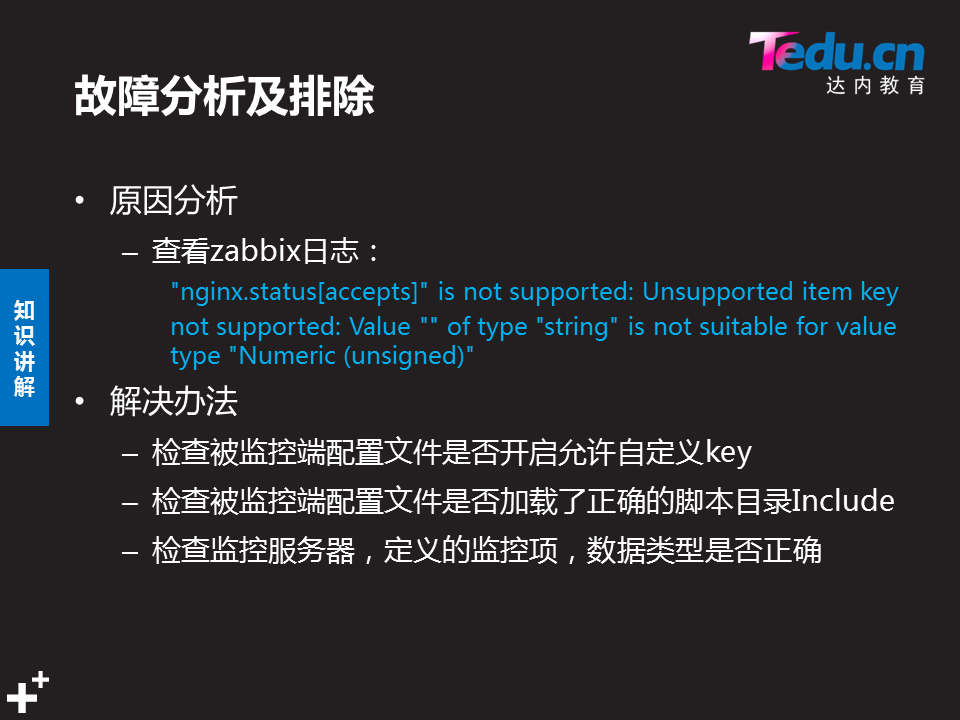 Tedu.cn
达内教育
故障分析及排除
• 原因分析
– 查看zabbix日志：
"nginx.status[accepts]" is not supported: Unsupported item key
not supported: Value "" of type "string" is not suitable for value
type "Numeric (unsigned)"
知
识
讲
解
• 解决办法
– 检查被监控端配置文件是否开启允许自定义key
– 检查被监控端配置文件是否加载了正确的脚本目录Include
– 检查监控服务器，定义的监控项，数据类型是否正确